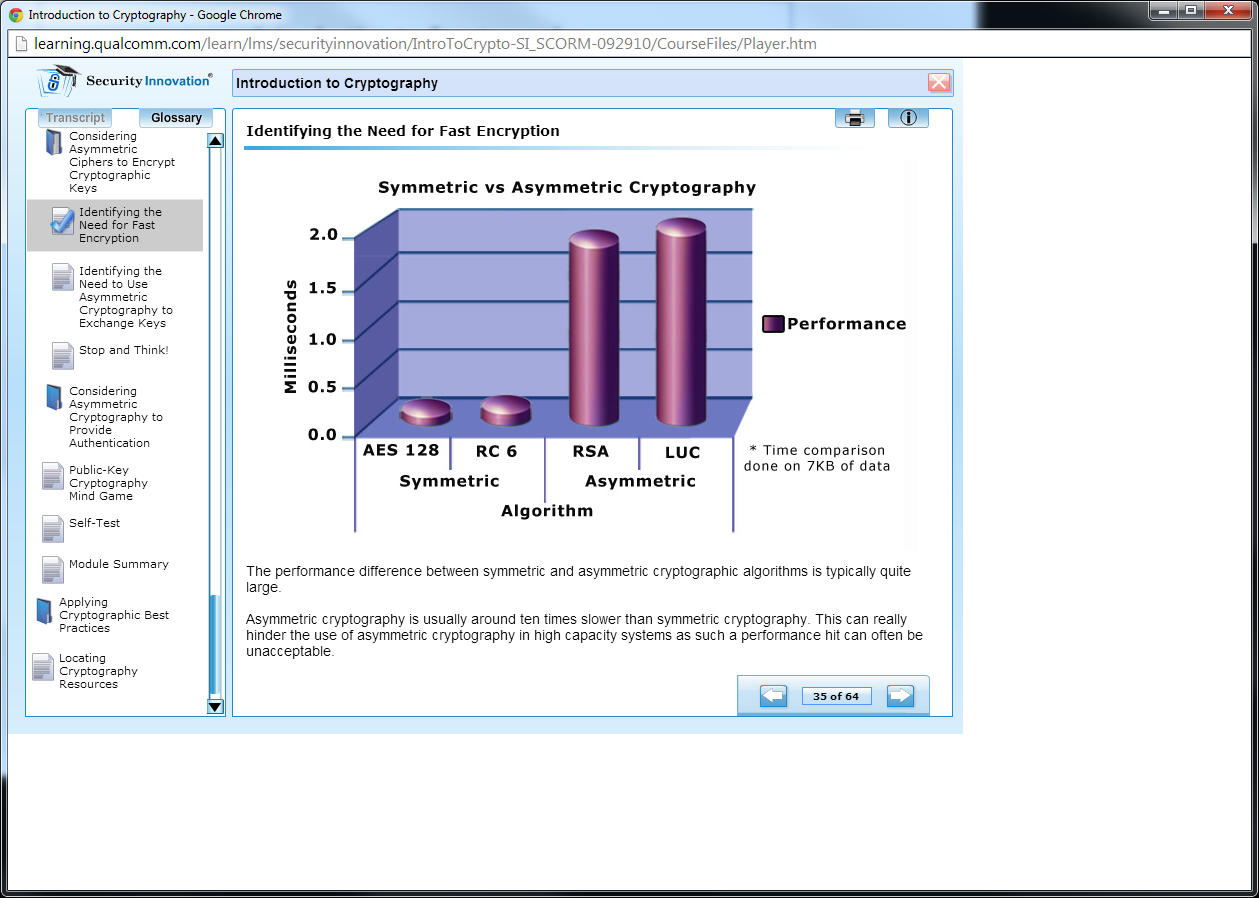 Introduction to Cryptography - Google Chrome
learning.qualcomm.com/learn/lms/securityinnovation/IntroToCrypto-SI_SCORM-092910/CourseFiles/Player.htm
Security Innovation®
Introduction to Cryptography
Transcript
Glossary
Considering
Asymmetric
Ciphers to Encrypt
Cryptographic
Keys
Identifying the
Need for Fast
Encryption
Identifying the
Need to Use
Asymmetric
Cryptography to
Exchange Keys
Stop and Think!
Considering
Asymmetric
Cryptography to
Provide
Authentication
Public-Key
Cryptography
Mind Game
Self-Test
Module Summary
Applying
Cryptographic Best
Practices
Locating
Cryptography
Resources
Identifying the Need for Fast Encryption
Symmetric vs Asymmetric Cryptography
Milliseconds
2.0
1.5
1.0
0.5
0.0
Performance
AES 128
RC 6
RSA
LUC
Symmetric
Asymmetric
Algorithm
* Time comparison
done on 7KB of data
The performance difference between symmetric and asymmetric cryptographic algorithms is typically quite
large.
Asymmetric cryptography is usually around ten times slower than symmetric cryptography. This can really
hinder the use of asymmetric cryptography in high capacity systems as such a performance hit can often be
unacceptable.
35 of 64